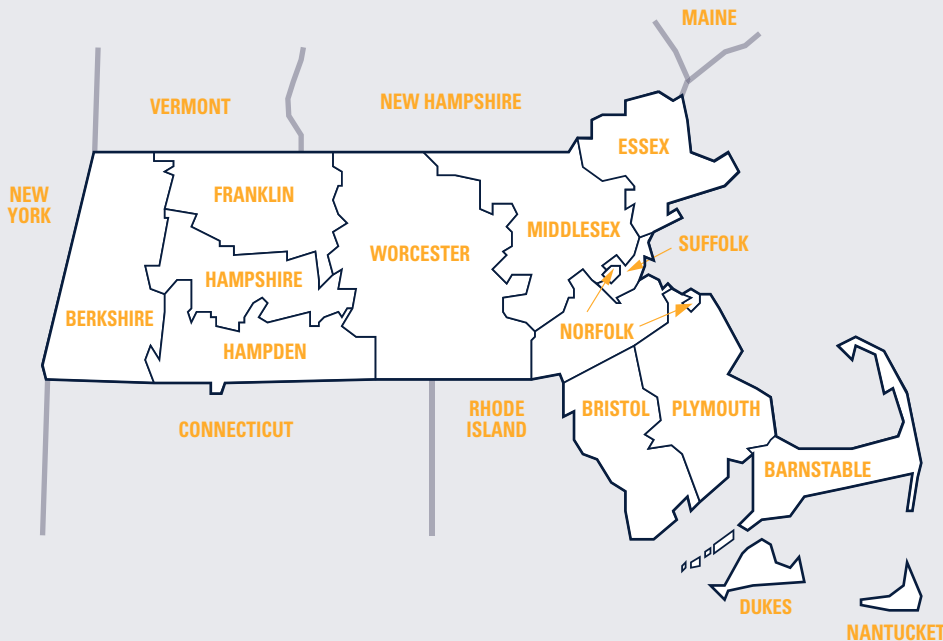 MAINE
VERMONT
NEW HAMPSHIRE
ESSEX
NEW
YORK
FRANKLIN
MIDDLESEX
SUFFOLK
WORCESTER
HAMPSHIRE
BERKSHIRE
NORFOLK
HAMPDEN
CONNECTICUT
RHODE
ISLAND
BRISTOL
PLYMOUTH
BARNSTABLE
DUKES
NANTUCKET